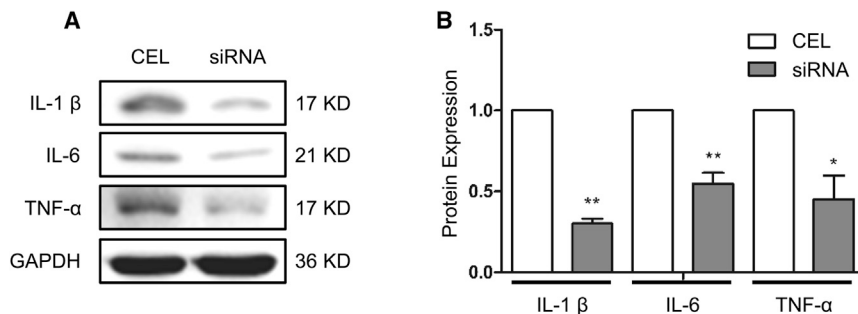 A
CEL siRNA
IL-1 β 17 KD
IL-6 21 KD
TNF-α 17 KD
GAPDH 36 KD
B
Protein Expression
1.5
1.0
0.5
0.0
CEL
siRNA
**
**
*
IL-1 β IL-6 TNF-α